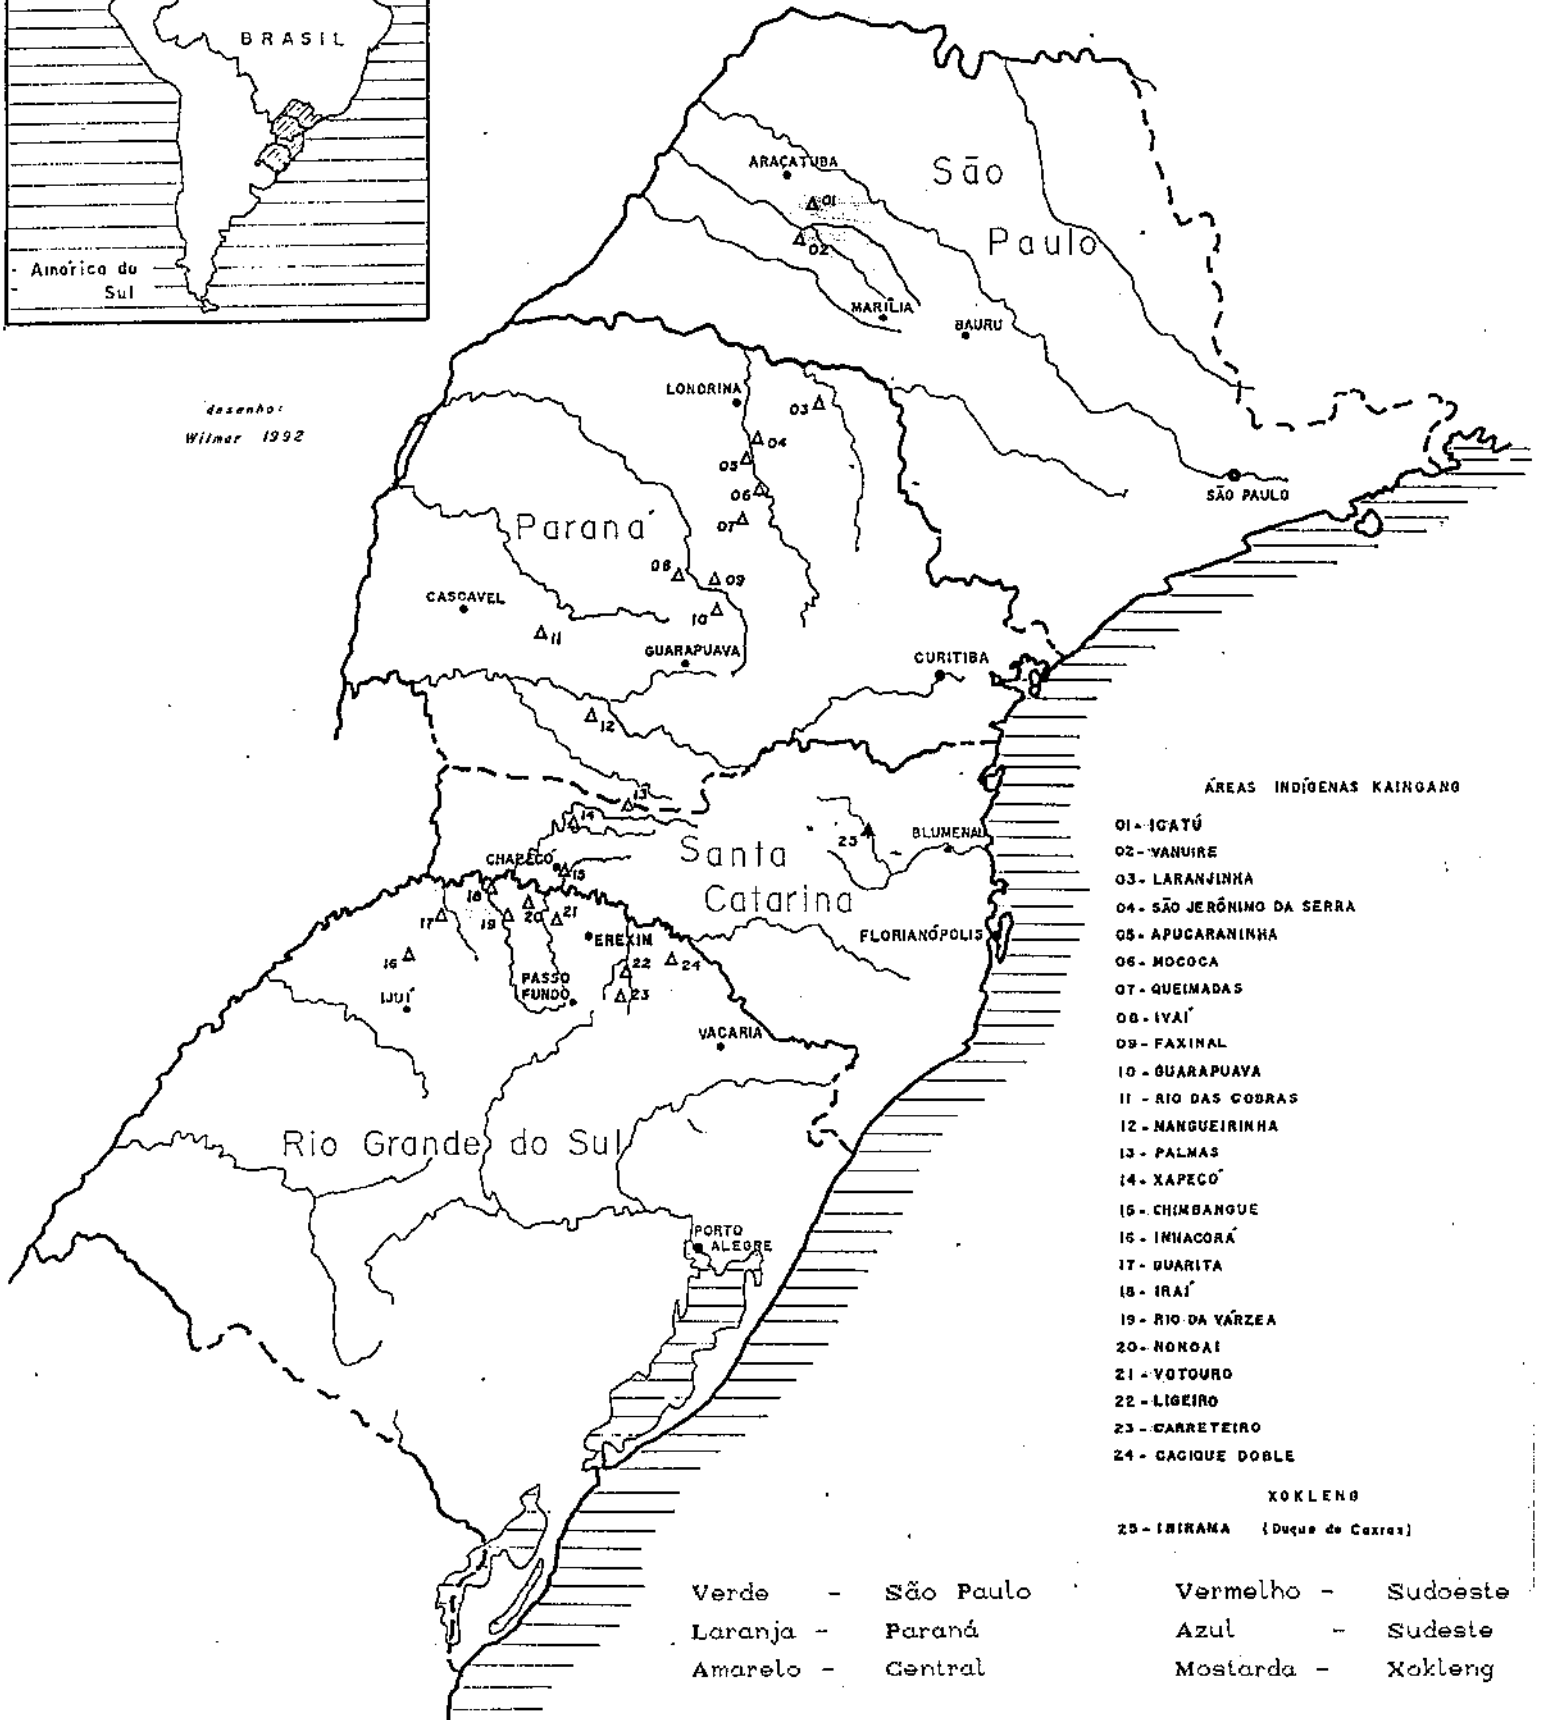 BRASIL
América do
Sul
desenho:
Wilmar 1992
São
Paulo
ARAÇATUBA
01
02
MARÍLIA
BAURU
LONDRINA
03
04
05
06
07
SÃO PAULO
Paraná
08
09
10
CASCAVEL
11
GUARAPUAVA
CURITIBA
12
13
14
CHAPECÓ
15
Santa
Catarina
25
BLUMENAU
FLORIANÓPOLIS
18
17
19
20
21
EREXIM
16
22
24
IJUÍ
PASSO
FUNDO
23
VACARIA
Rio Grande do Sul
PORTO
ALEGRE
ÁREAS INDÍGENAS KAINGANG
01- ICATÚ
02- VANUIRE
03- LARANJINHA
04- SÃO JERÔNIMO DA SERRA
05- APUCARANINHA
06- MOCOCA
07- QUEIMADAS
08- IVAÍ
09- FAXINAL
10- GUARAPUAVA
11 - RIO DAS COBRAS
12- MANGUEIRINHA
13- PALMAS
14- XAPECÓ
15- CHIMBANGUE
16- INHACORÁ
17- GUARITA
18- IRAÍ
19- RIO DA VÁRZEA
20- NONOAI
21- VOTOURO
22- LIGEIRO
23- CARRETEIRO
24- CACIQUE DOBLE
XOKLENG
25- IBIRAMA (Duque de Caxias)
Verde - São Paulo
Laranja - Paraná
Amarelo - Central
Vermelho - Sudoeste
Azul - Sudeste
Mostarda - Xokleng